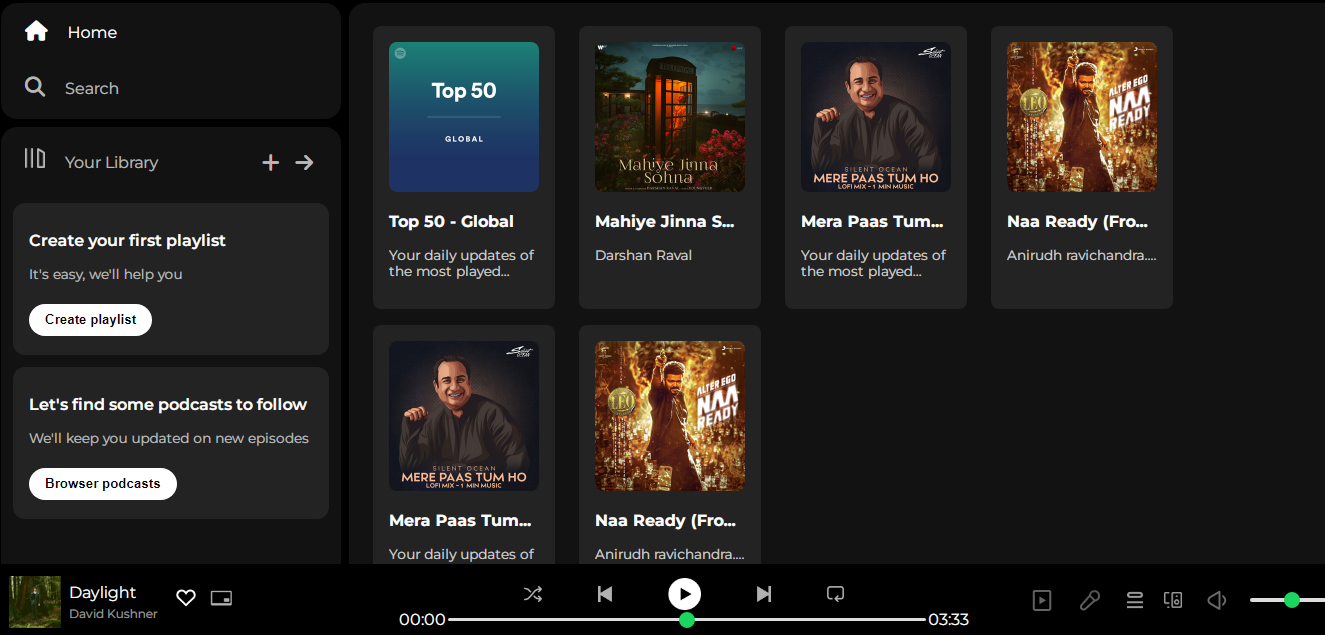 Home
Search
Your Library
Create your first playlist
It's easy, we'll help you
Create playlist
Let's find some podcasts to follow
We'll keep you updated on new episodes
Browser podcasts
Top 50
GLOBAL
Top 50 - Global
Your daily updates of
the most played...
Mahiye Jinna
Sohna
Mahiye Jinna S...
Darshan Raval
SILENT OCEAN
MERE PAAS TUM HO
LOFI MIX - 1 MIN MUSIC
Mera Paas Tum...
Your daily updates of
the most played...
LEO
ALTER EGO
NAA
READY
Naa Ready (Fro...
Anirudh ravichandra....
SILENT OCEAN
MERE PAAS TUM HO
LOFI MIX - 1 MIN MUSIC
Mera Paas Tum...
Your daily updates of
LEO
ALTER EGO
NAA
READY
Naa Ready (Fro...
Anirudh ravichandra....
Daylight
David Kushner
00:00
03:33